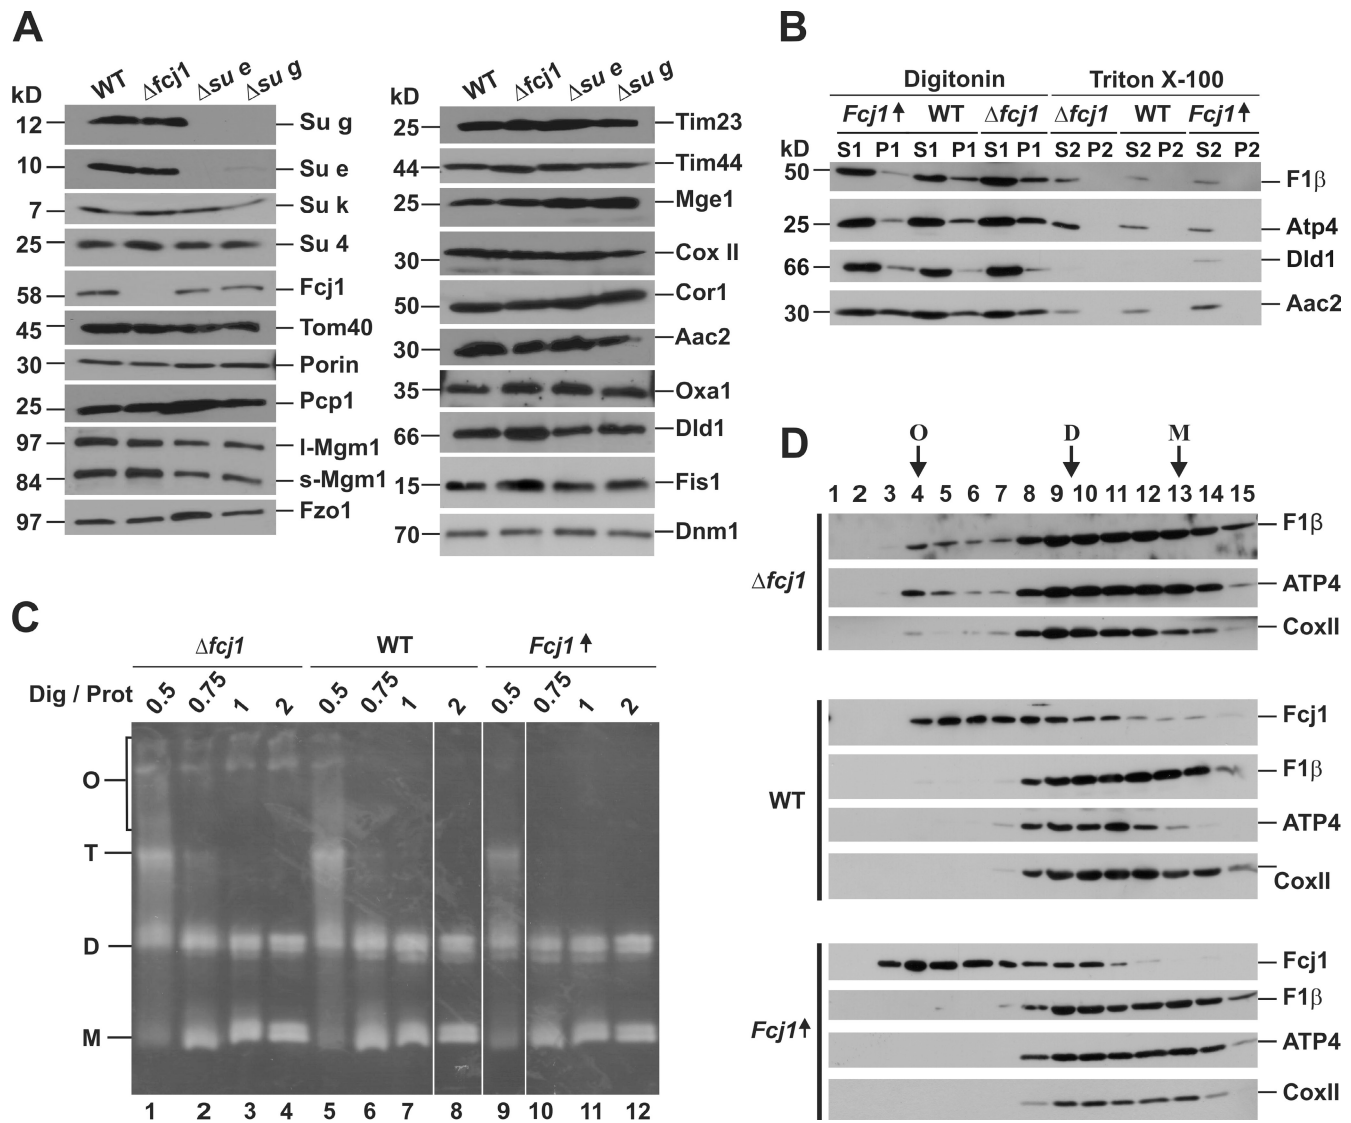 A
WT Δfcj1 Δsu e Δsu g
kD
12 Su g
10 Su e
7 Su k
25 Su 4
58 Fcj1
45 Tom40
30 Porin
25 Pcp1
97 l-Mgm1
84 s-Mgm1
97 Fzo1
WT Δfcj1 Δsu e Δsu g
kD
25 Tim23
44 Tim44
25 Mge1
30 Cox II
50 Cor1
30 Aac2
35 Oxa1
66 Dld1
15 Fis1
70 Dnm1
B
Digitonin Triton X-100
Fcj1↑ WT Δfcj1 Δfcj1 WT Fcj1↑
kD S1 P1 S1 P1 S1 P1 S2 P2 S2 P2 S2 P2
50 F1β
25 Atp4
66 Dld1
30 Aac2
C
Δfcj1 WT Fcj1↑
Dig / Prot 0.5 0.75 1 2 0.5 0.75 1 2 0.5 0.75 1 2
O
T
D
M
1 2 3 4 5 6 7 8 9 10 11 12
D
O D M
1 2 3 4 5 6 7 8 9 10 11 12 13 14 15
Δfcj1
F1β
ATP4
CoxII
WT
Fcj1
F1β
ATP4
CoxII
Fcj1↑
Fcj1
F1β
ATP4
CoxII